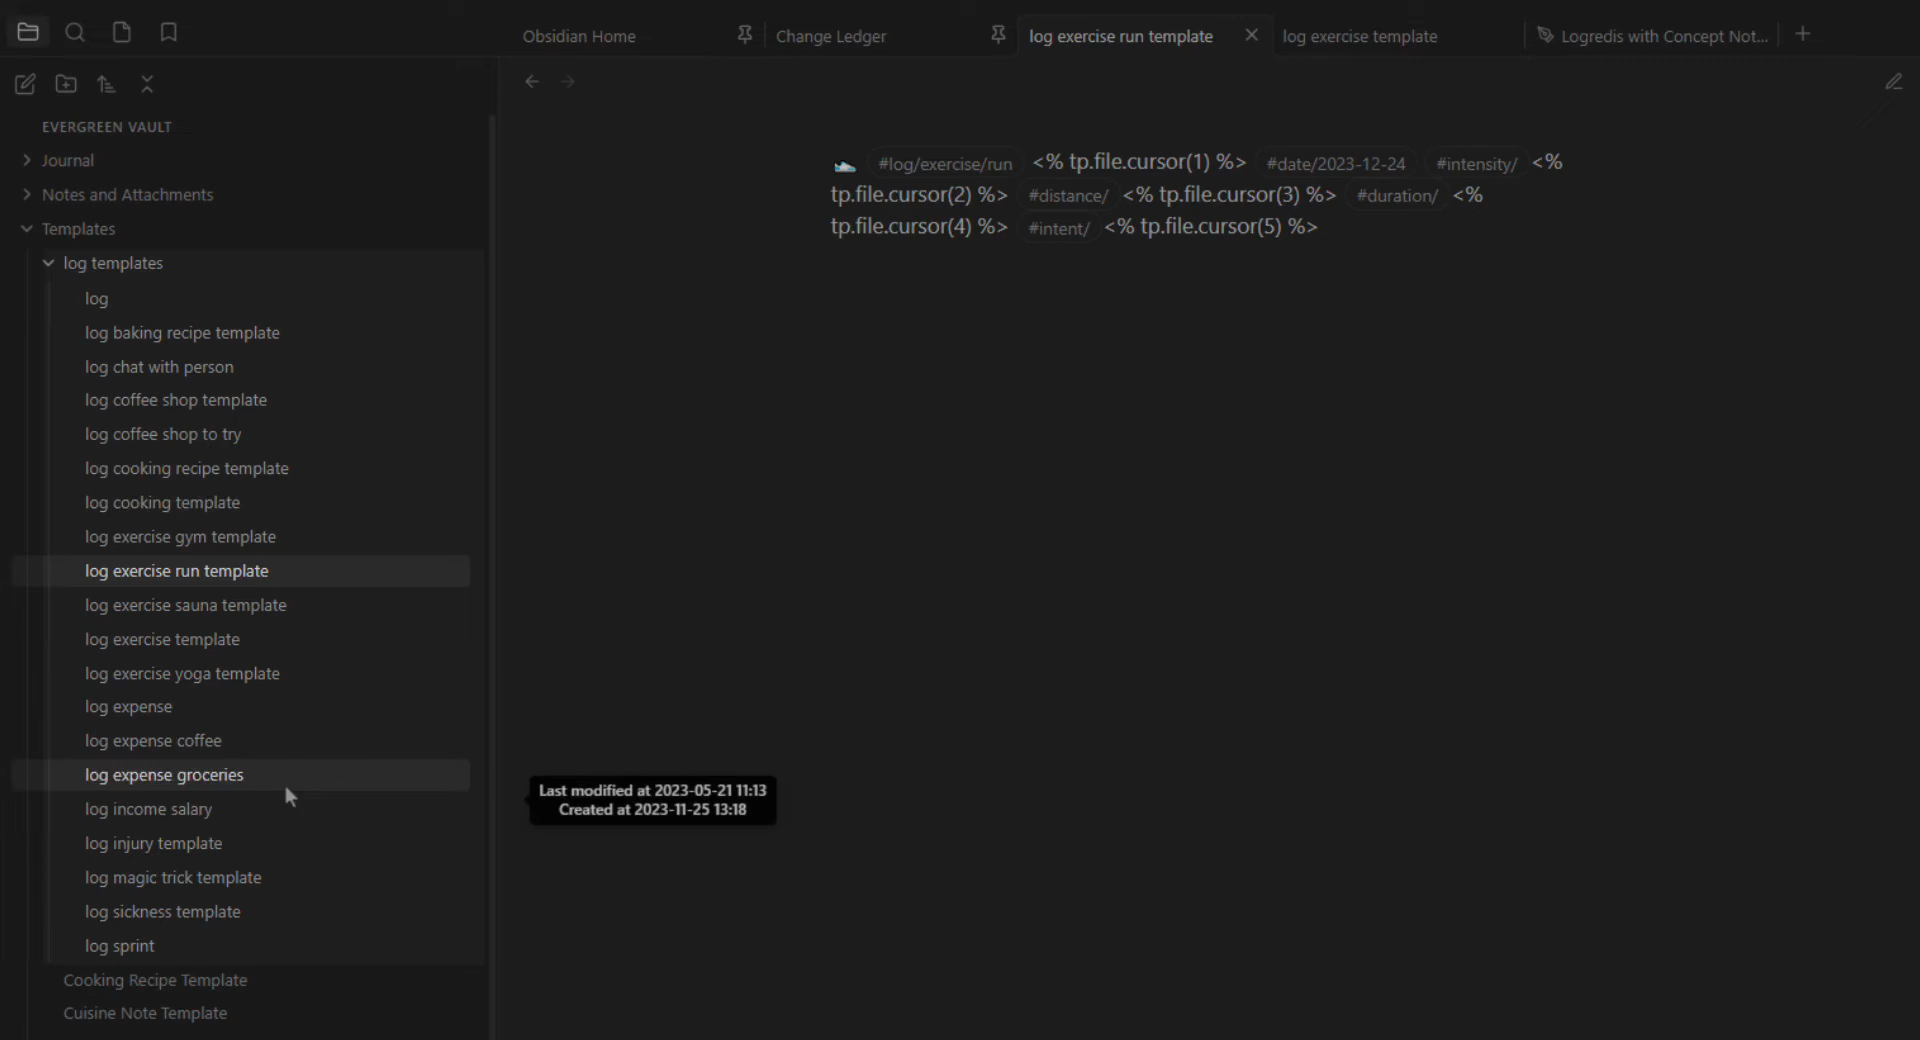 Obsidian Home
Change Ledger
log exercise run template
log exercise template
Logredis with Concept Not...
EVERGREEN VAULT
Journal
Notes and Attachments
Templates
log templates
log
log baking recipe template
log chat with person
log coffee shop template
log coffee shop to try
log cooking recipe template
log cooking template
log exercise gym template
log exercise run template
log exercise sauna template
log exercise template
log exercise yoga template
log expense
log expense coffee
log expense groceries
log income salary
log injury template
log magic trick template
log sickness template
log sprint
Cooking Recipe Template
Cuisine Note Template
#log/exercise/run <% tp.file.cursor(1) %> #date/2023-12-24 #intensity/ <%
tp.file.cursor(2) %> #distance/ <% tp.file.cursor(3) %> #duration/ <%
tp.file.cursor(4) %> #intent/ <% tp.file.cursor(5) %>
Last modified at 2023-05-21 11:13
Created at 2023-11-25 13:18